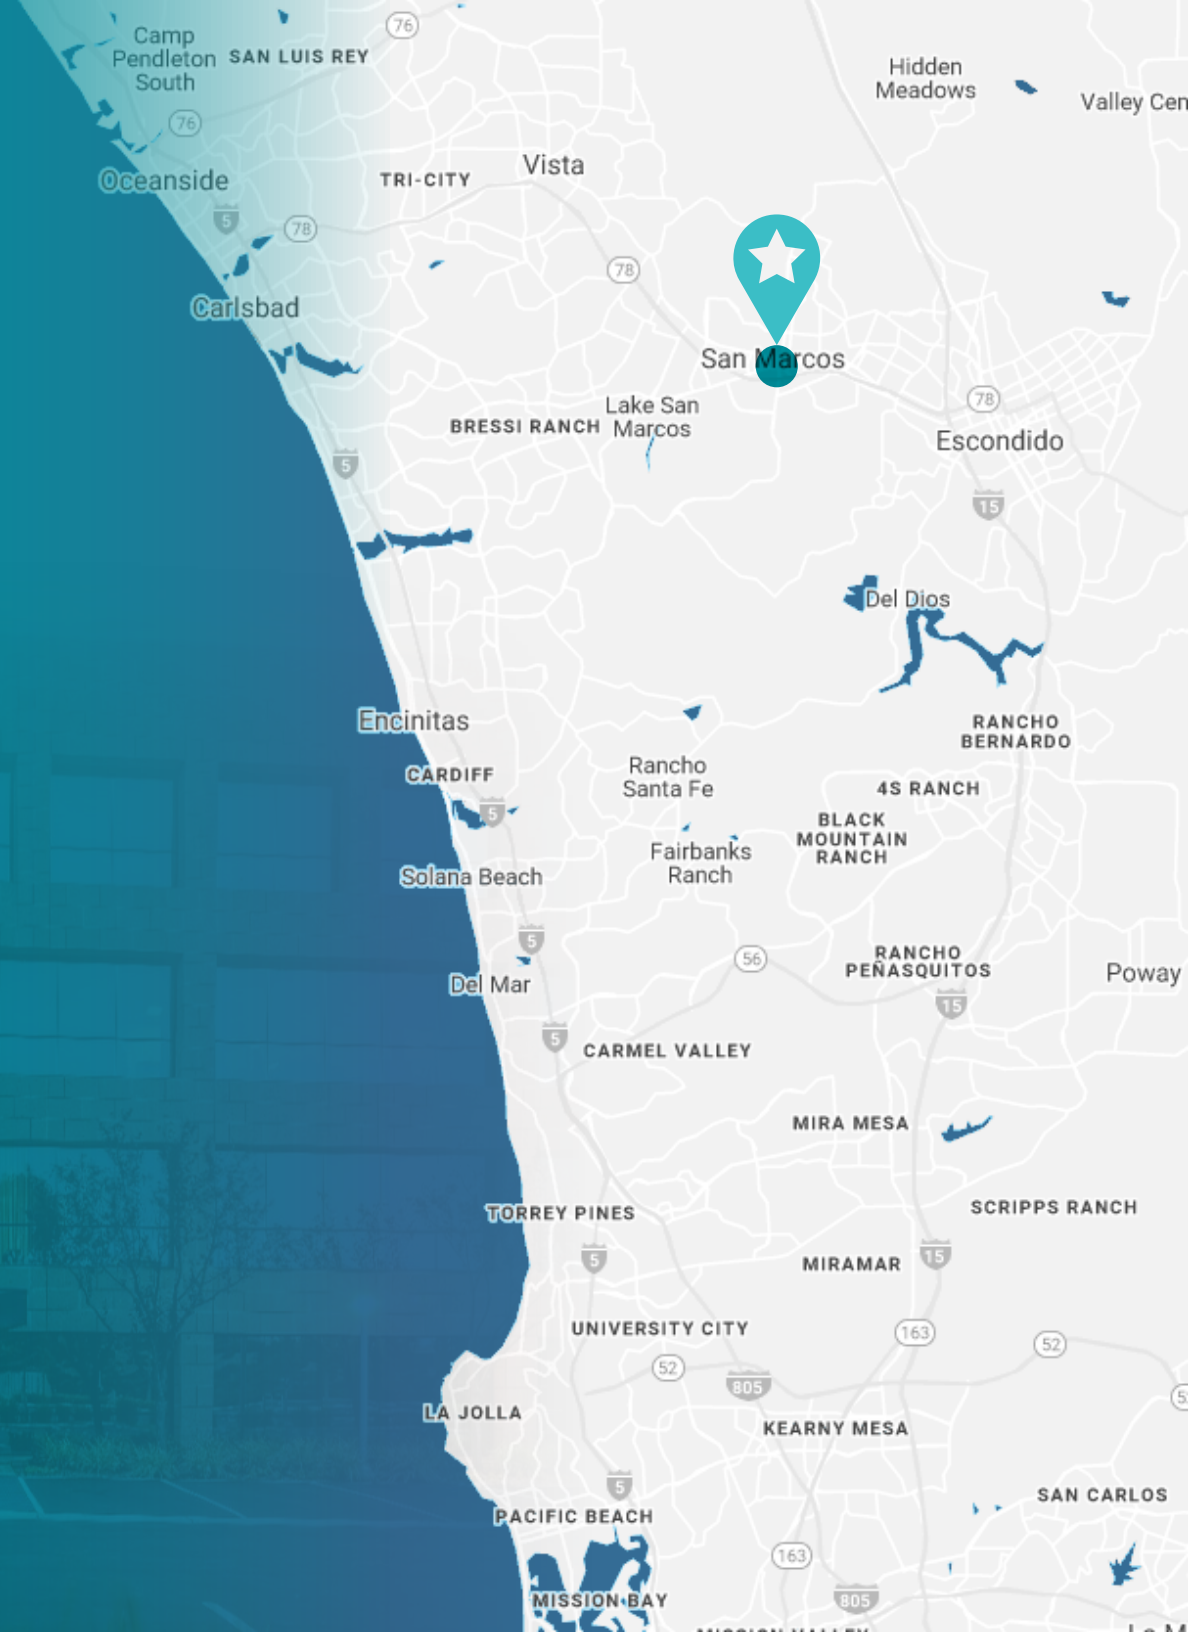 76
Camp
Pendleton
South
SAN LUIS REY
Hidden
Meadows
76
Oceanside
TRI-CITY
Vista
5
78
78
Carlsbad
San Marcos
Lake San
Marcos
BRESSI RANCH
78
Escondido
5
15
Del Dios
Encinitas
RANCHO
BERNARDO
CARDIFF
Rancho
Santa Fe
4S RANCH
5
BLACK
MOUNTAIN
RANCH
Fairbanks
Ranch
Solana Beach
5
56
RANCHO
PEÑASQUITOS
Poway
Del Mar
15
5
CARMEL VALLEY
MIRA MESA
TORREY PINES
SCRIPPS RANCH
5
MIRAMAR
15
UNIVERSITY CITY
163
52
52
805
LA JOLLA
KEARNY MESA
5
SAN CARLOS
PACIFIC BEACH
163
MISSION BAY
805